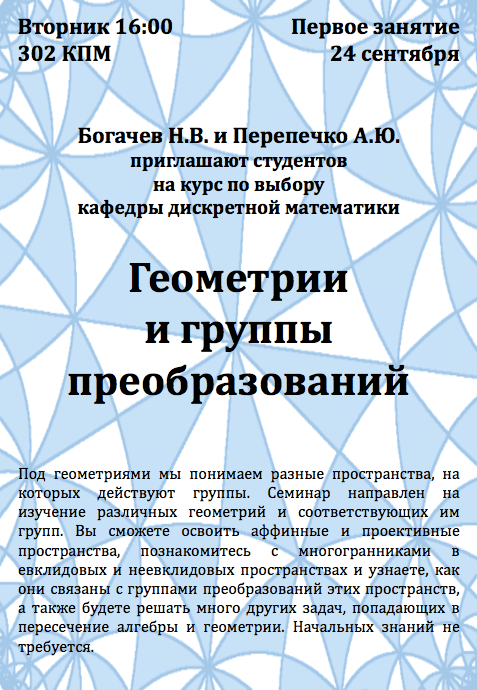 Вторник 16:00
302 КПМ
Первое занятие
24 сентября
Богачев Н.В. и Перепечко А.Ю.
приглашают студентов
на курс по выбору
кафедры дискретной математики
Геометрии
и группы
преобразований
Под геометриями мы понимаем разные пространства, на
которых действуют группы. Семинар направлен на
изучение различных геометрий и соответствующих им
групп. Вы сможете освоить аффинные и проективные
пространства, познакомитесь с многогранниками в
евклидовых и неевклидовых пространствах и узнаете, как
они связаны с группами преобразований этих пространств,
а также будете решать много других задач, попадающих в
пересечение алгебры и геометрии. Начальных знаний не
требуется.